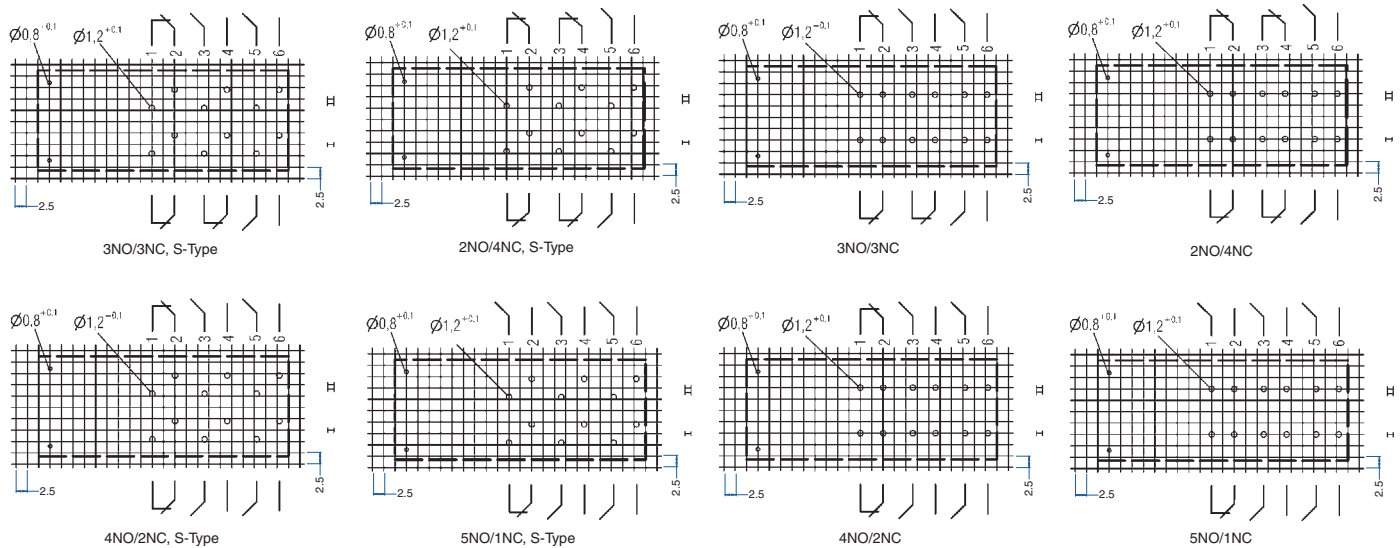 Ø0,8+0,1 Ø1,2+0,1 1 2 3 4 5 6
II
I
2.5
2.5
3NO/3NC, S-Type
Ø0,8+0,1 Ø1,2+0,1 1 2 3 4 5 6
II
I
2.5
2.5
2NO/4NC, S-Type
Ø0,8+0,1 Ø1,2−0,1 1 2 3 4 5 6
II
I
2.5
2.5
3NO/3NC
Ø0,8+0,1 Ø1,2+0,1 1 2 3 4 5 6
II
I
2.5
2.5
2NO/4NC
Ø0,8+0,1 Ø1,2−0,1 1 2 3 4 5 6
II
I
2.5
2.5
4NO/2NC, S-Type
Ø0,8+0,1 Ø1,2+0,1 1 2 3 4 5 6
II
I
2.5
2.5
5NO/1NC, S-Type
Ø0,8+0,1 Ø1,2+0,1 1 2 3 4 5 6
II
I
2.5
2.5
4NO/2NC
Ø0,8+0,1 Ø1,2+0,1 1 2 3 4 5 6
II
I
2.5
2.5
5NO/1NC